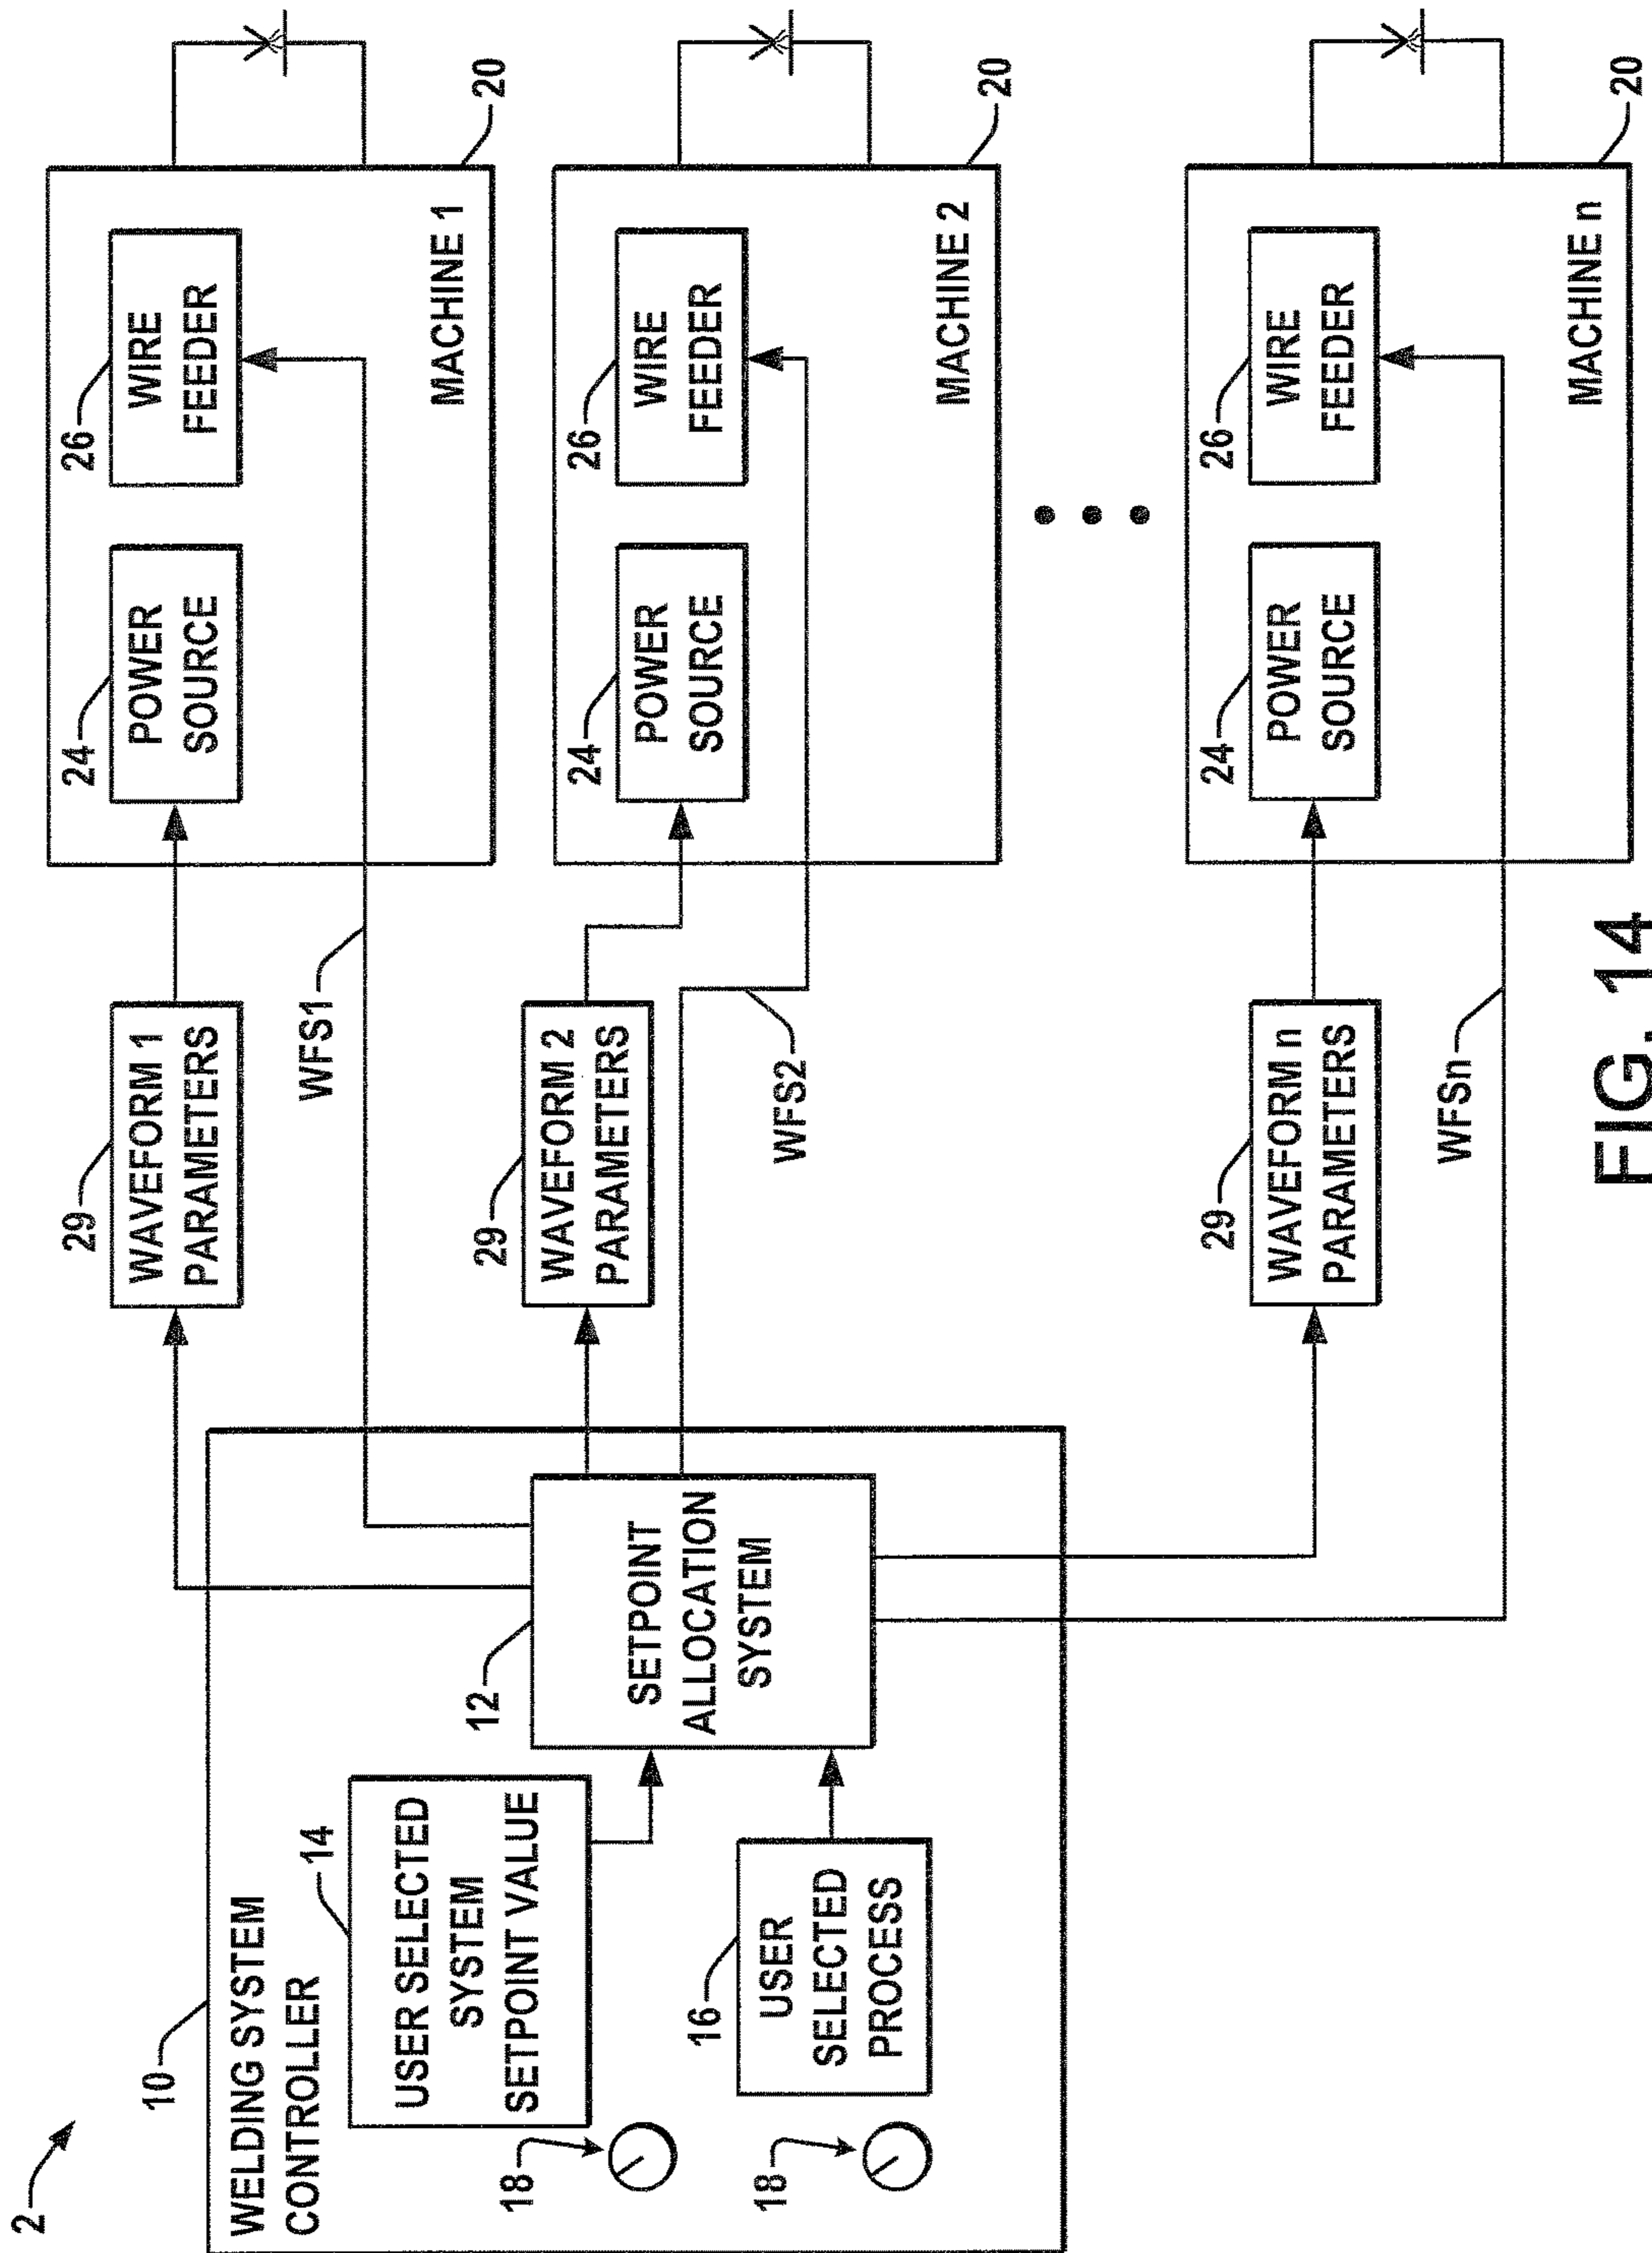 2
10
WELDING SYSTEM
CONTROLLER
14
USER SELECTED
SYSTEM
SETPOINT VALUE
18
16
USER
SELECTED
PROCESS
18
12
SETPOINT
ALLOCATION
SYSTEM
29
WAVEFORM 1
PARAMETERS
WFS1
24
POWER
SOURCE
26
WIRE
FEEDER
MACHINE 1
20
29
WAVEFORM 2
PARAMETERS
WFS2
24
POWER
SOURCE
26
WIRE
FEEDER
MACHINE 2
20
29
WAVEFORM n
PARAMETERS
WFSn
24
POWER
SOURCE
26
WIRE
FEEDER
MACHINE n
20
FIG. 14